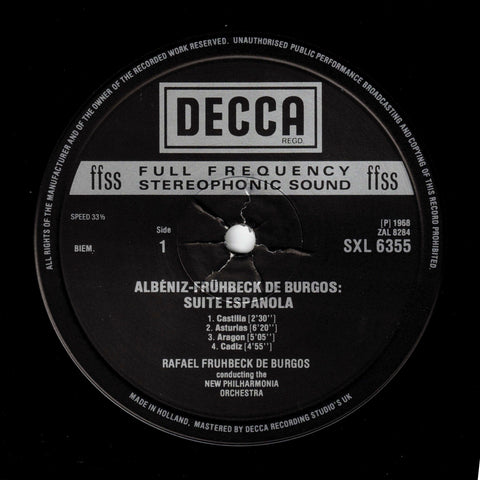 ALL RIGHTS OF THE MANUFACTURER AND OF THE OWNER OF THE RECORDED WORK RESERVED. UNAUTHORISED PUBLIC PERFORMANCE BROADCASTING AND COPYING OF THIS RECORD PROHIBITED.
DECCA
REGD.
ffss FULL FREQUENCY ffss
STEREOPHONIC SOUND
SPEED 33⅓
Side
[P] 1968
ZAL 8284
BIEM.
1
SXL 6355
ALBÉNIZ-FRÜHBECK DE BURGOS:
SUITE ESPANOLA
1. Castilla [2'30'']
2. Asturias [6'20'']
3. Aragon [5'05'']
4. Cadiz [4'55'']
RAFAEL FRUHBECK DE BURGOS
conducting the
NEW PHILHARMONIA
ORCHESTRA
MADE IN HOLLAND. MASTERED BY DECCA RECORDING STUDIO'S UK